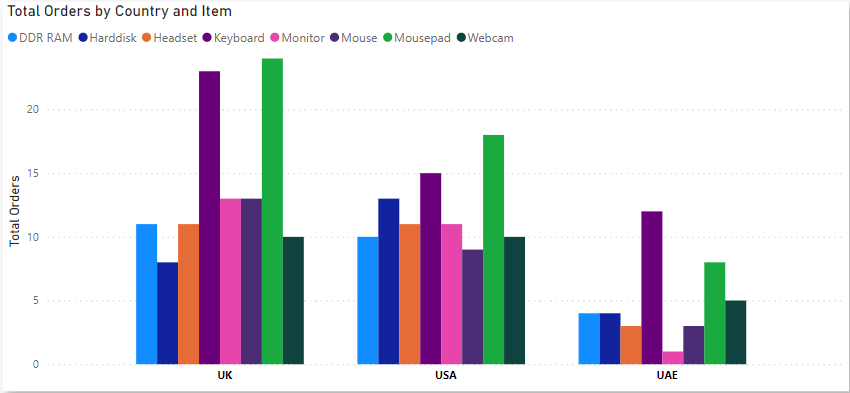 Total Orders by Country and Item
DDR RAM Harddisk Headset Keyboard Monitor Mouse Mousepad Webcam
Total Orders
20
15
10
5
0
UK USA UAE